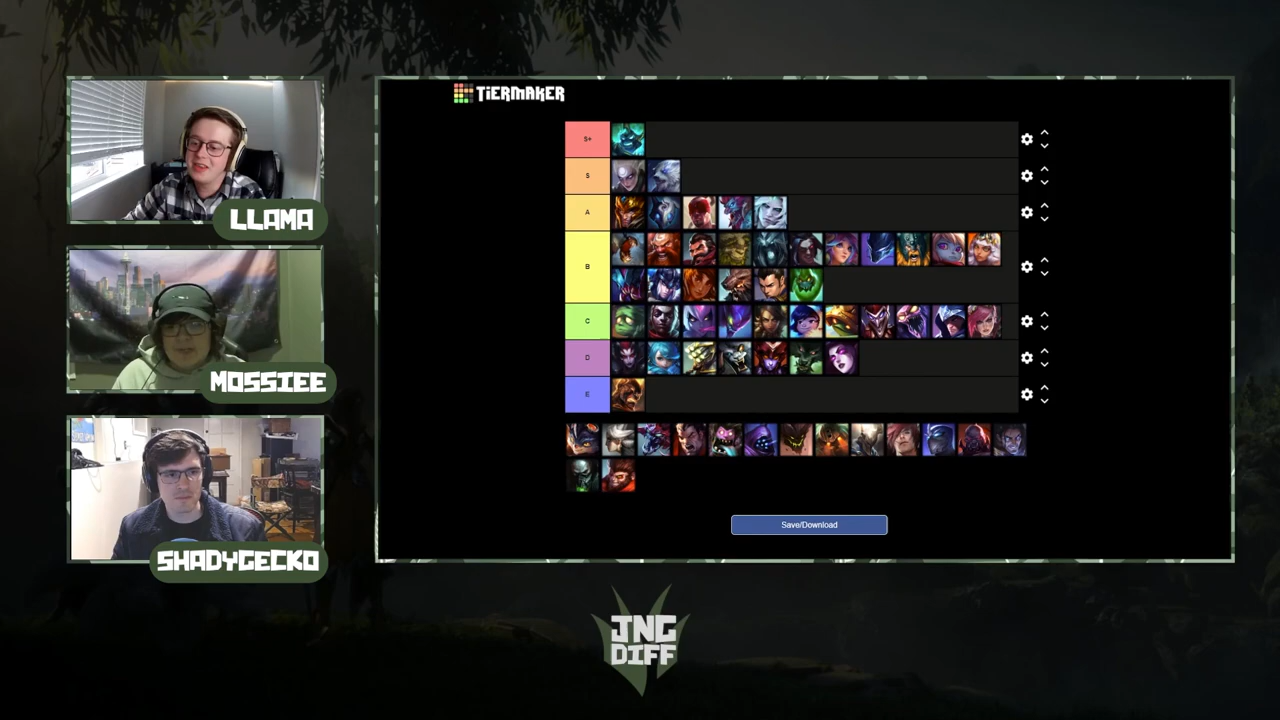 TIERMAKER
S+
S
LLAMA
A
B
MOSSIEE
C
D
E
SHADYGECKO
Save/Download
JNG
DIFF